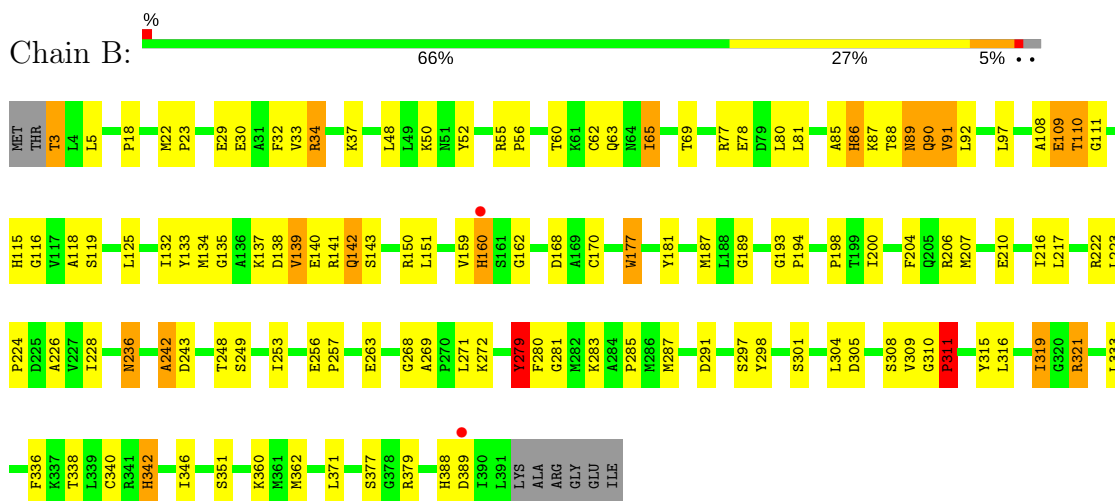 %
Chain B:
66% 27% 5% • •
MET THR T3 L4 L5 P18 M22 P23 E29 E30 A31 F32 V33 R34 K37 L48 L49 K50 N51 Y52 R55 P56 T60 K61 C62 Q63 N64 I65 T69 R77 E78 D79 L80 L81 A85 H86 K87 T88 N89 Q90 V91 L92 L97 A108 E109 T110 G111
H115 G116 V117 A118 S119 L125 I132 Y133 M134 G135 A136 K137 D138 V139 E140 R141 Q142 S143 R150 L151 V159 H160 S161 G162 D168 A169 C170 W177 Y181 M187 L188 G189 G193 P194 P198 T199 I200 F204 Q205 R206 M207 E210 I216 L217 R222
P224 D225 A226 V227 I228 N236 A242 D243 T248 S249 I253 E256 P257 E263 G268 A269 P270 L271 K272 Y279 F280 G281 M282 K283 A284 P285 M286 M287 D291 S297 Y298 S301 L304 D305 S308 V309 G310 P311 Y315 L316 I319 G320 R321
F336 K337 T338 L339 C340 R341 H342 I346 S351 K360 M361 M362 L371 S377 G378 R379 H388 D389 I390 L391 LYS ALA ARG GLY GLU ILE